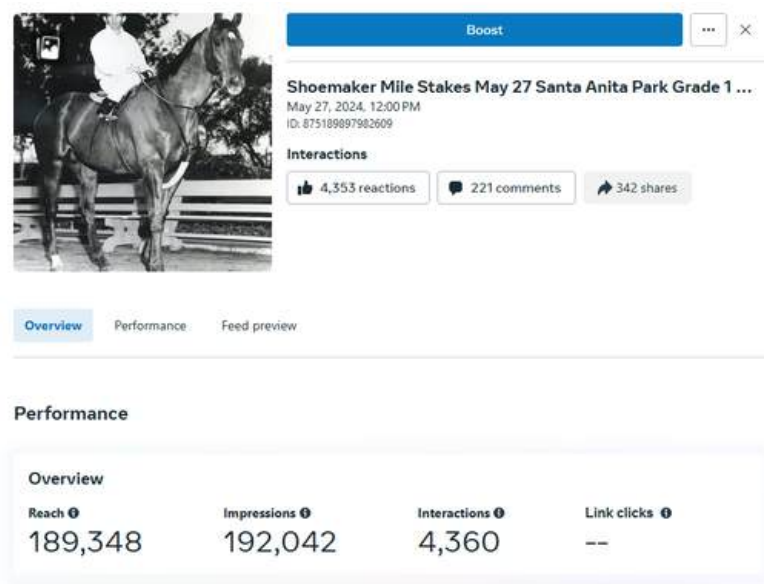 Boost
Shoemaker Mile Stakes May 27 Santa Anita Park Grade 1 ...
May 27, 2024, 12:00 PM
ID: 875189897982609
Interactions
4,353 reactions 221 comments 342 shares
Overview Performance Feed preview
Performance
Overview
Reach Impressions Interactions Link clicks
189,348 192,042 4,360 --